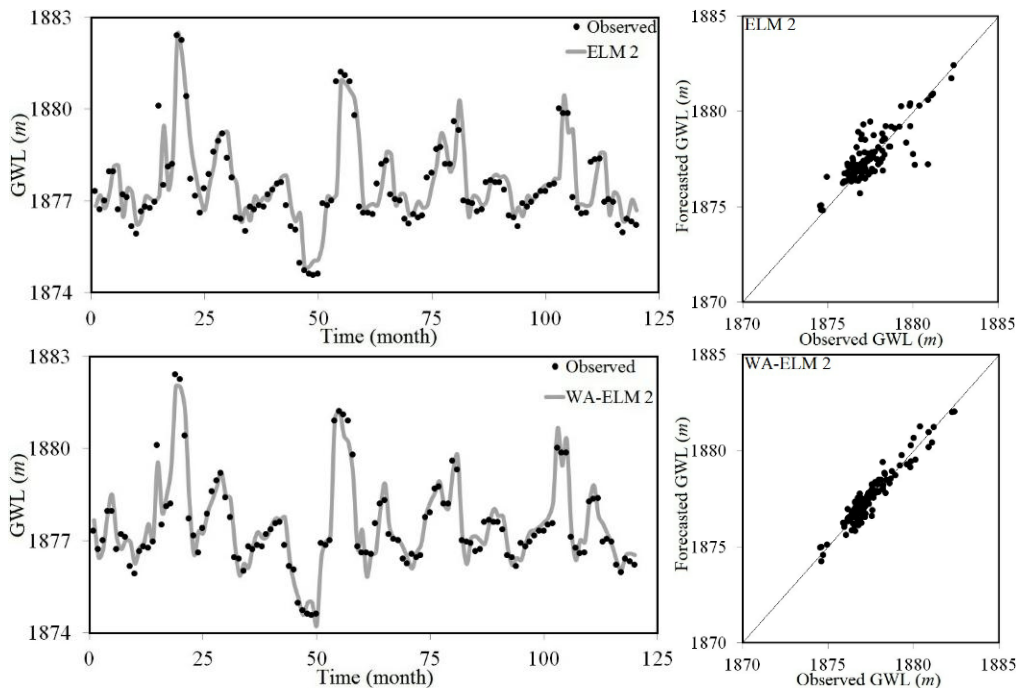 1883
1880
1877
1874
GWL (m)
Observed
ELM 2
0
25
50
75
100
125
Time (month)
ELM 2
1885
1880
1875
1870
Forecasted GWL (m)
1870
1875
1880
1885
Observed GWL (m)
1883
1880
1877
1874
GWL (m)
Observed
WA-ELM 2
0
25
50
75
100
125
Time (month)
WA-ELM 2
1885
1880
1875
1870
Forecasted GWL (m)
1870
1875
1880
1885
Observed GWL (m)